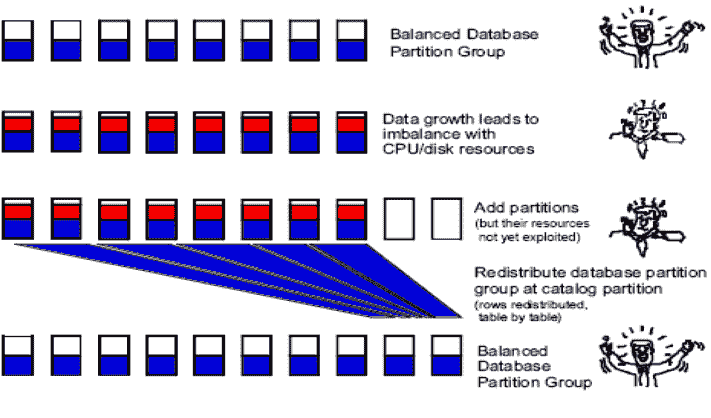 Balanced Database
Partition Group
Data growth leads to
imbalance with
CPU/disk resources
Add partitions
(but their resources
not yet exploited)
Redistribute database partition
group at catalog partition
(rows redistributed,
table by table)
Balanced
Database
Partition Group